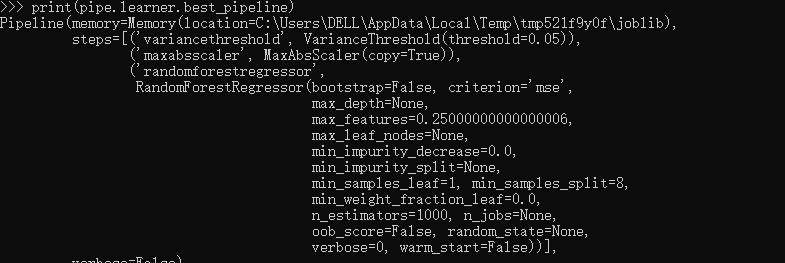 >>> print(pipe.learner.best_pipeline)
Pipeline(memory=Memory(location=C:\Users\DELL\AppData\Local\Temp\tmp521f9y0f\joblib),
steps=[('variancethreshold', VarianceThreshold(threshold=0.05)),
('maxabsscaler', MaxAbsScaler(copy=True)),
('randomforestregressor',
RandomForestRegressor(bootstrap=False, criterion='mse',
max_depth=None,
max_features=0.25000000000000006,
max_leaf_nodes=None,
min_impurity_decrease=0.0,
min_impurity_split=None,
min_samples_leaf=1, min_samples_split=8,
min_weight_fraction_leaf=0.0,
n_estimators=1000, n_jobs=None,
oob_score=False, random_state=None,
verbose=0, warm_start=False))],
verbose=False)